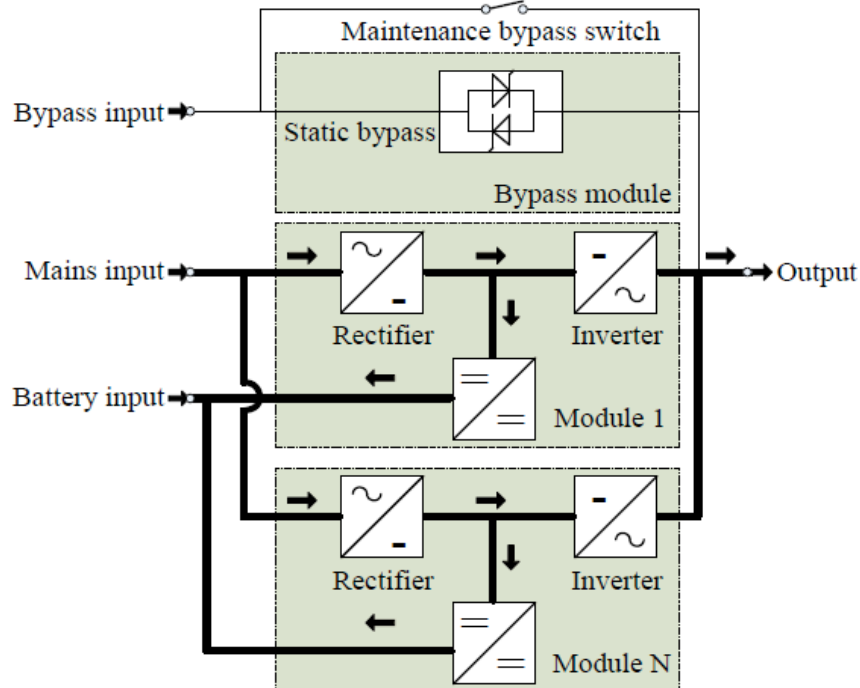 Maintenance bypass switch
Bypass input
Static bypass
Bypass module
Mains input
Output
Rectifier
Inverter
Battery input
Module 1
Rectifier
Inverter
Module N